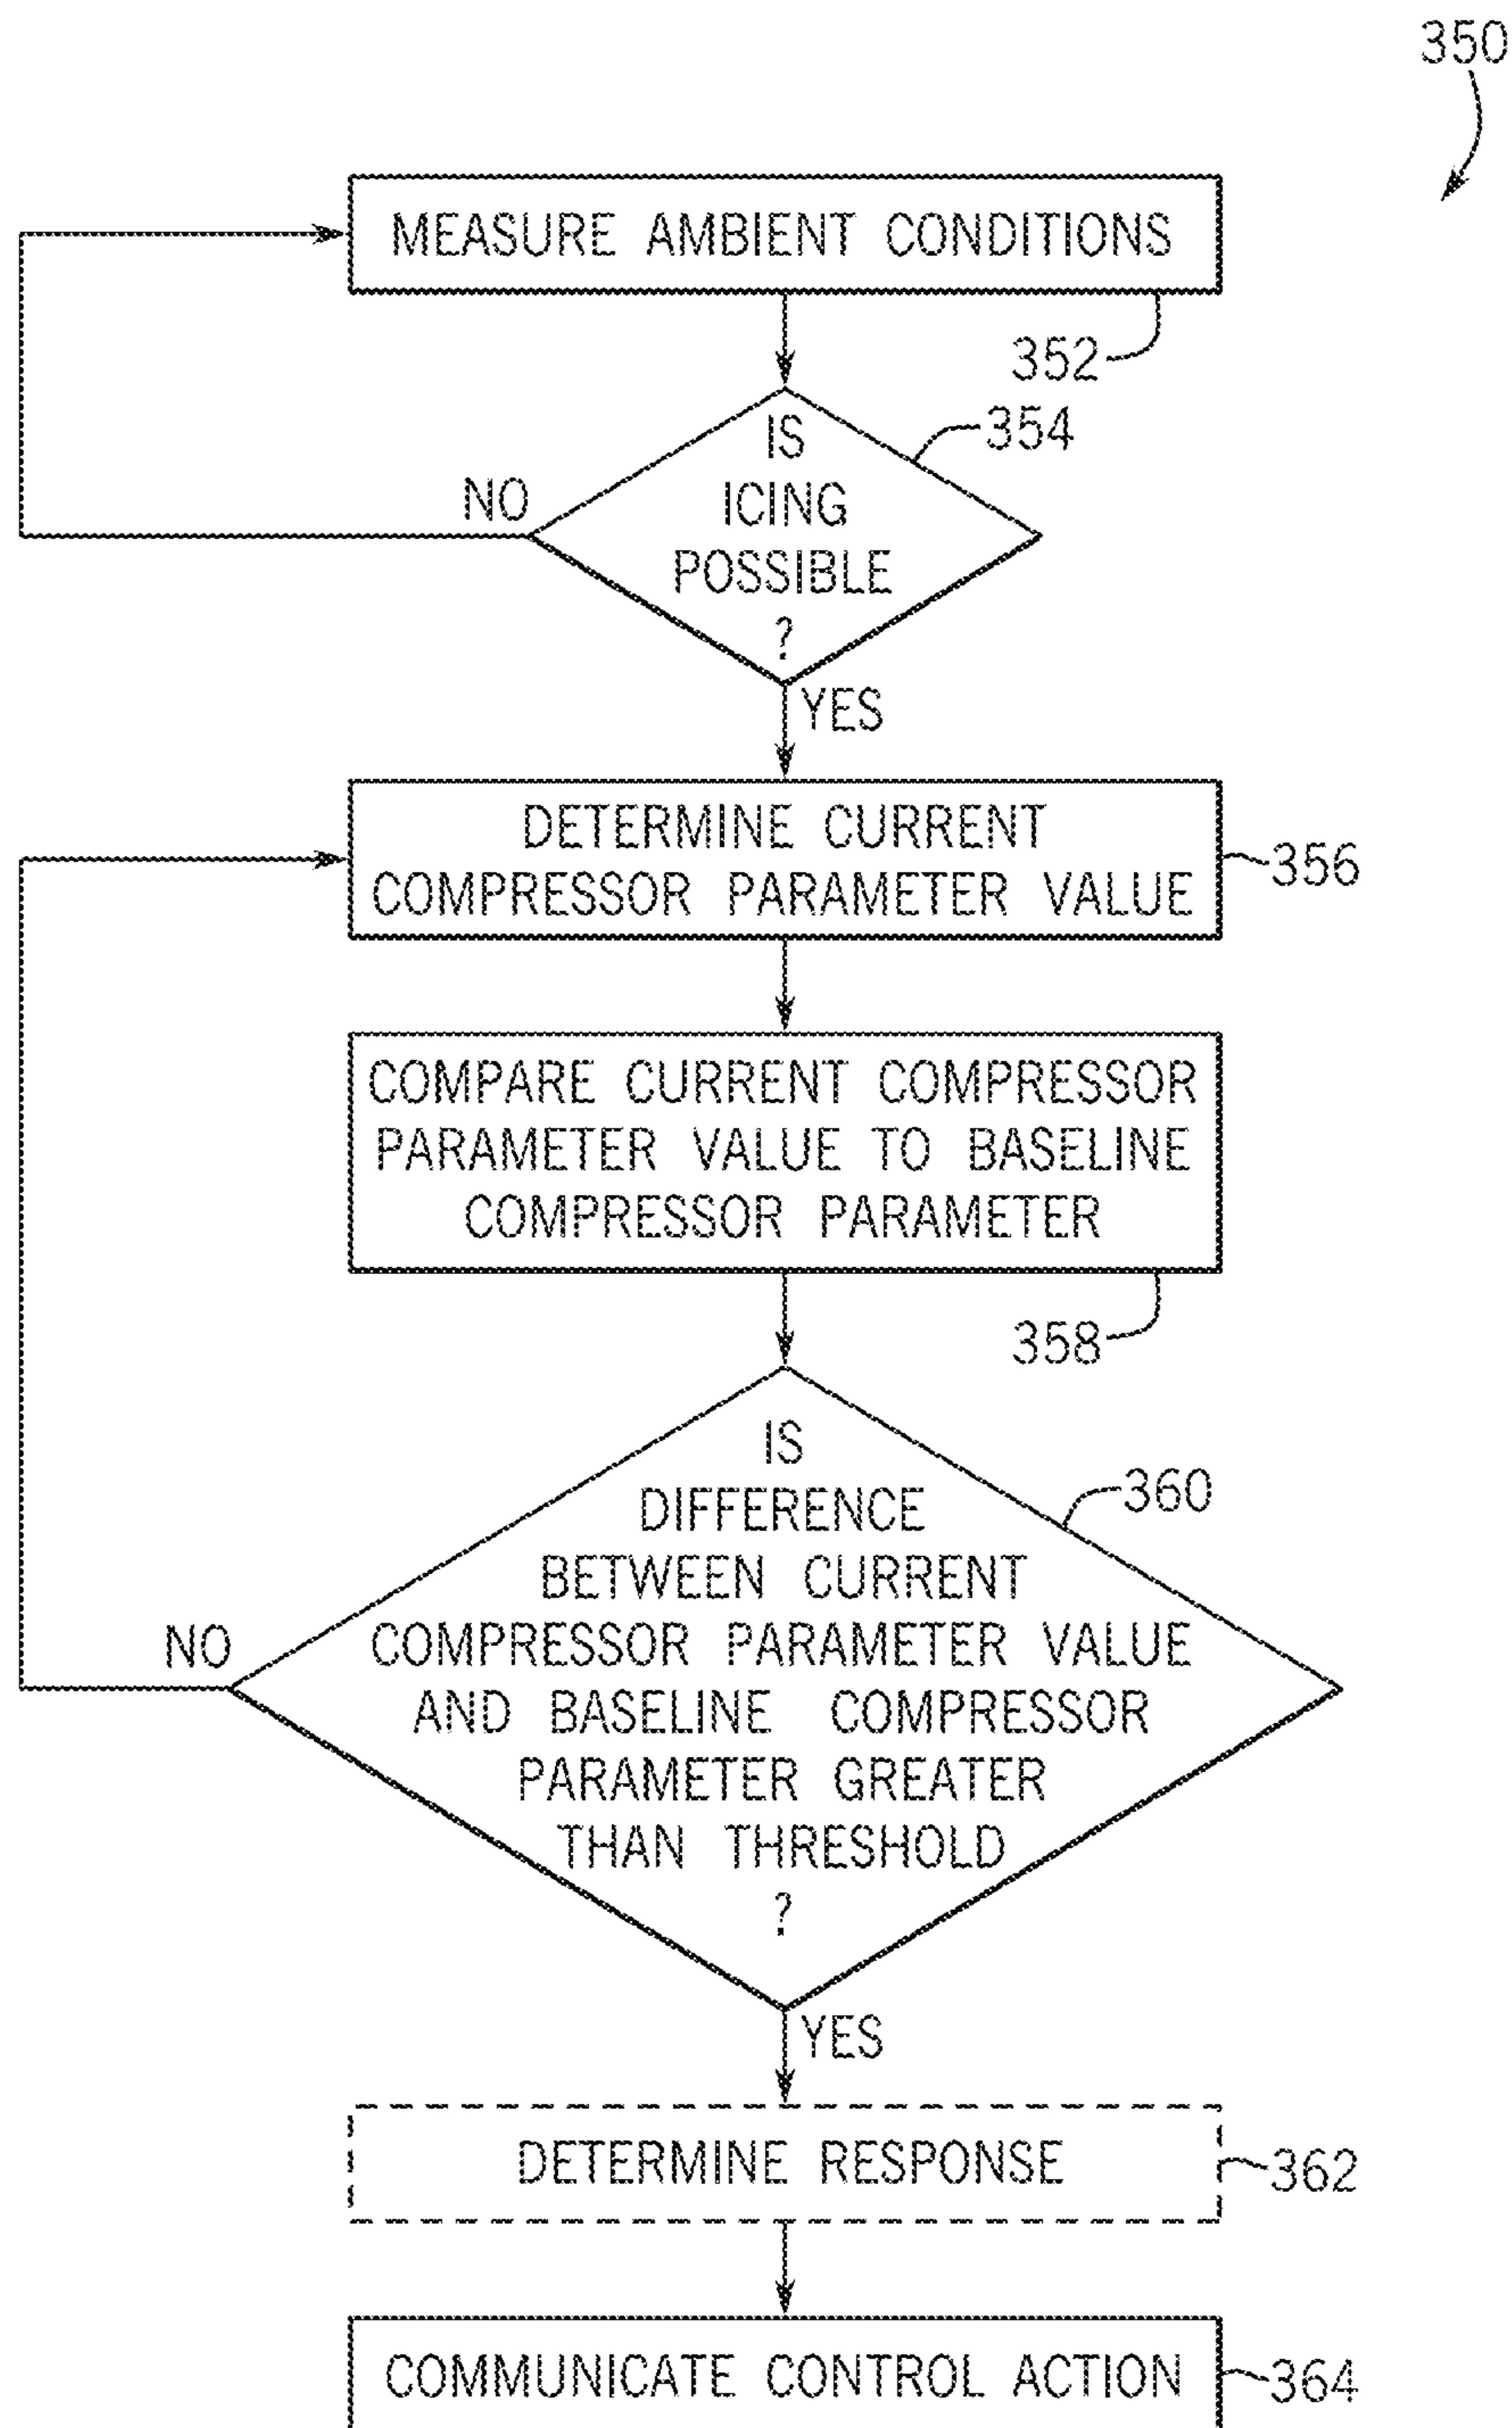 350
MEASURE AMBIENT CONDITIONS
352
354
IS
ICING
POSSIBLE
?
NO
YES
DETERMINE CURRENT
COMPRESSOR PARAMETER VALUE
356
COMPARE CURRENT COMPRESSOR
PARAMETER VALUE TO BASELINE
COMPRESSOR PARAMETER
358
IS
DIFFERENCE
BETWEEN CURRENT
COMPRESSOR PARAMETER VALUE
AND BASELINE COMPRESSOR
PARAMETER GREATER
THAN THRESHOLD
?
360
NO
YES
DETERMINE RESPONSE
362
COMMUNICATE CONTROL ACTION
364